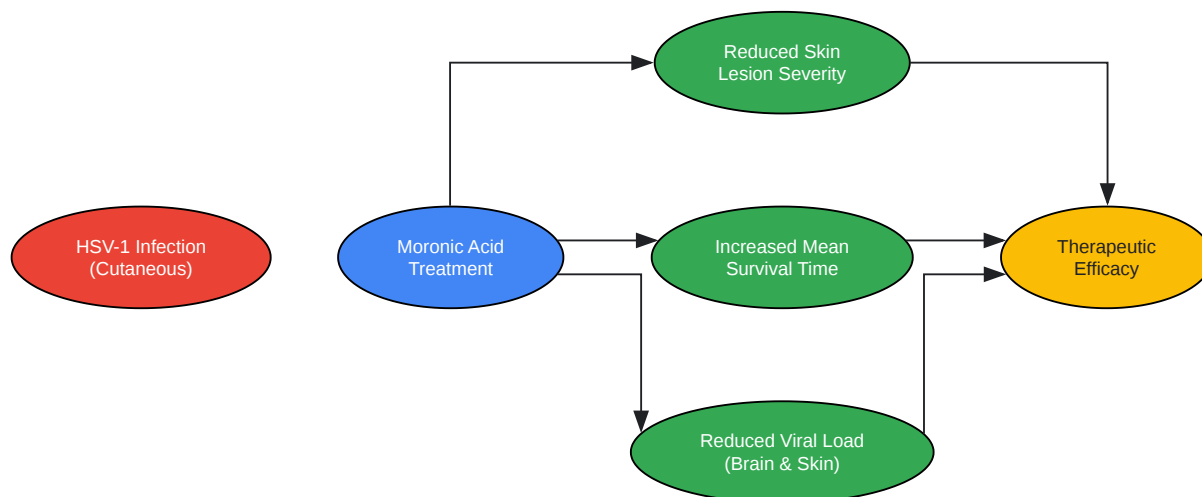 Reduced Skin
Lesion Severity
HSV-1 Infection
(Cutaneous)
Moronic Acid
Treatment
Increased Mean
Survival Time
Therapeutic
Efficacy
Reduced Viral Load
(Brain & Skin)